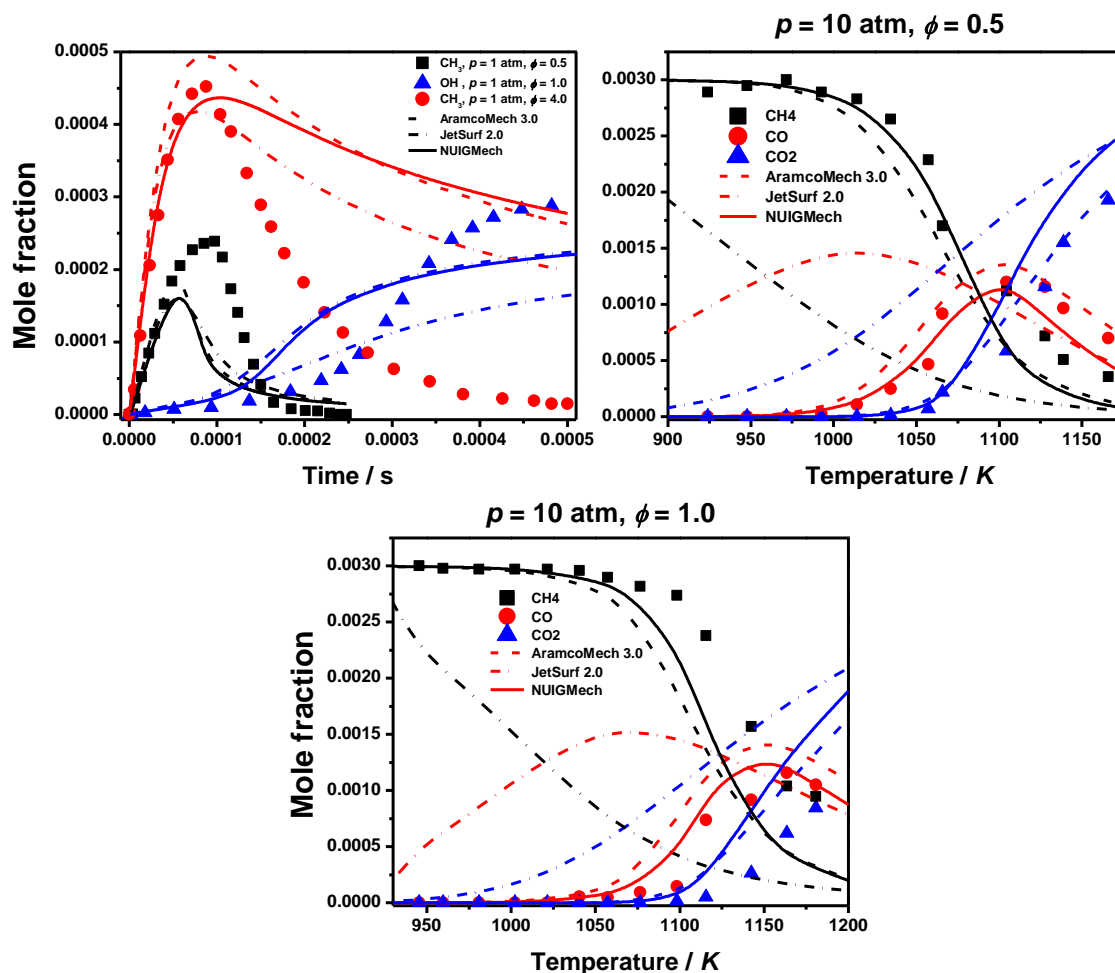 0.0005
0.0004
0.0003
0.0002
0.0001
0.0000
Mole fraction
CH3, p = 1 atm, ϕ = 0.5
OH , p = 1 atm, ϕ = 1.0
CH3, p = 1 atm, ϕ = 4.0
AramcoMech 3.0
JetSurf 2.0
NUIGMech
0.0000 0.0001 0.0002 0.0003 0.0004 0.0005
Time / s
p = 10 atm, ϕ = 0.5
0.0030
0.0025
0.0020
0.0015
0.0010
0.0005
0.0000
CH4
CO
CO2
AramcoMech 3.0
JetSurf 2.0
NUIGMech
900 950 1000 1050 1100 1150
Temperature / K
p = 10 atm, ϕ = 1.0
0.0030
0.0025
0.0020
0.0015
0.0010
0.0005
0.0000
Mole fraction
CH4
CO
CO2
AramcoMech 3.0
JetSurf 2.0
NUIGMech
950 1000 1050 1100 1150 1200
Temperature / K